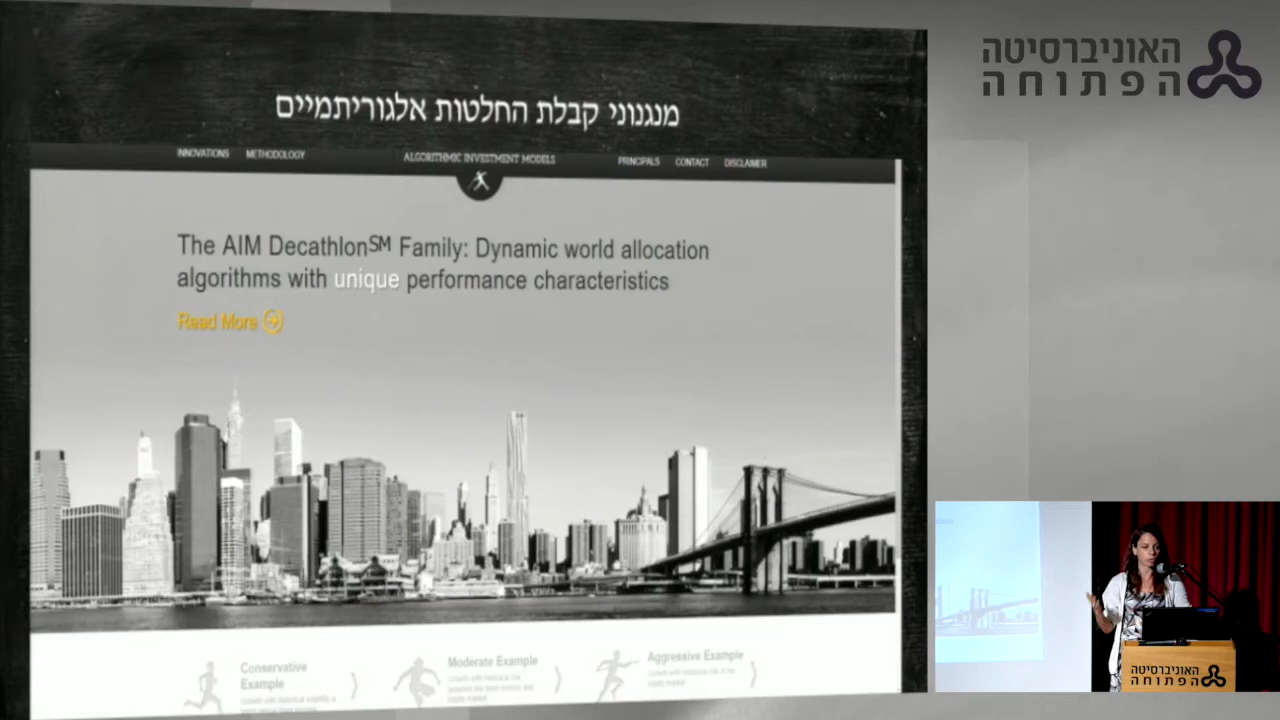 האוניברסיטה
הפתוחה
מנגנוני קבלת החלטות אלגוריתמיים
INNOVATIONS METHODOLOGY ALGORITHMIC INVESTMENT MODELS PRINCIPALS CONTACT DISCLAIMER
The AIM Decathlon℠ Family: Dynamic world allocation
algorithms with unique performance characteristics
Read More
Conservative
Example
Moderate Example
Aggressive Example
האוניברסיטה
הפתוחה